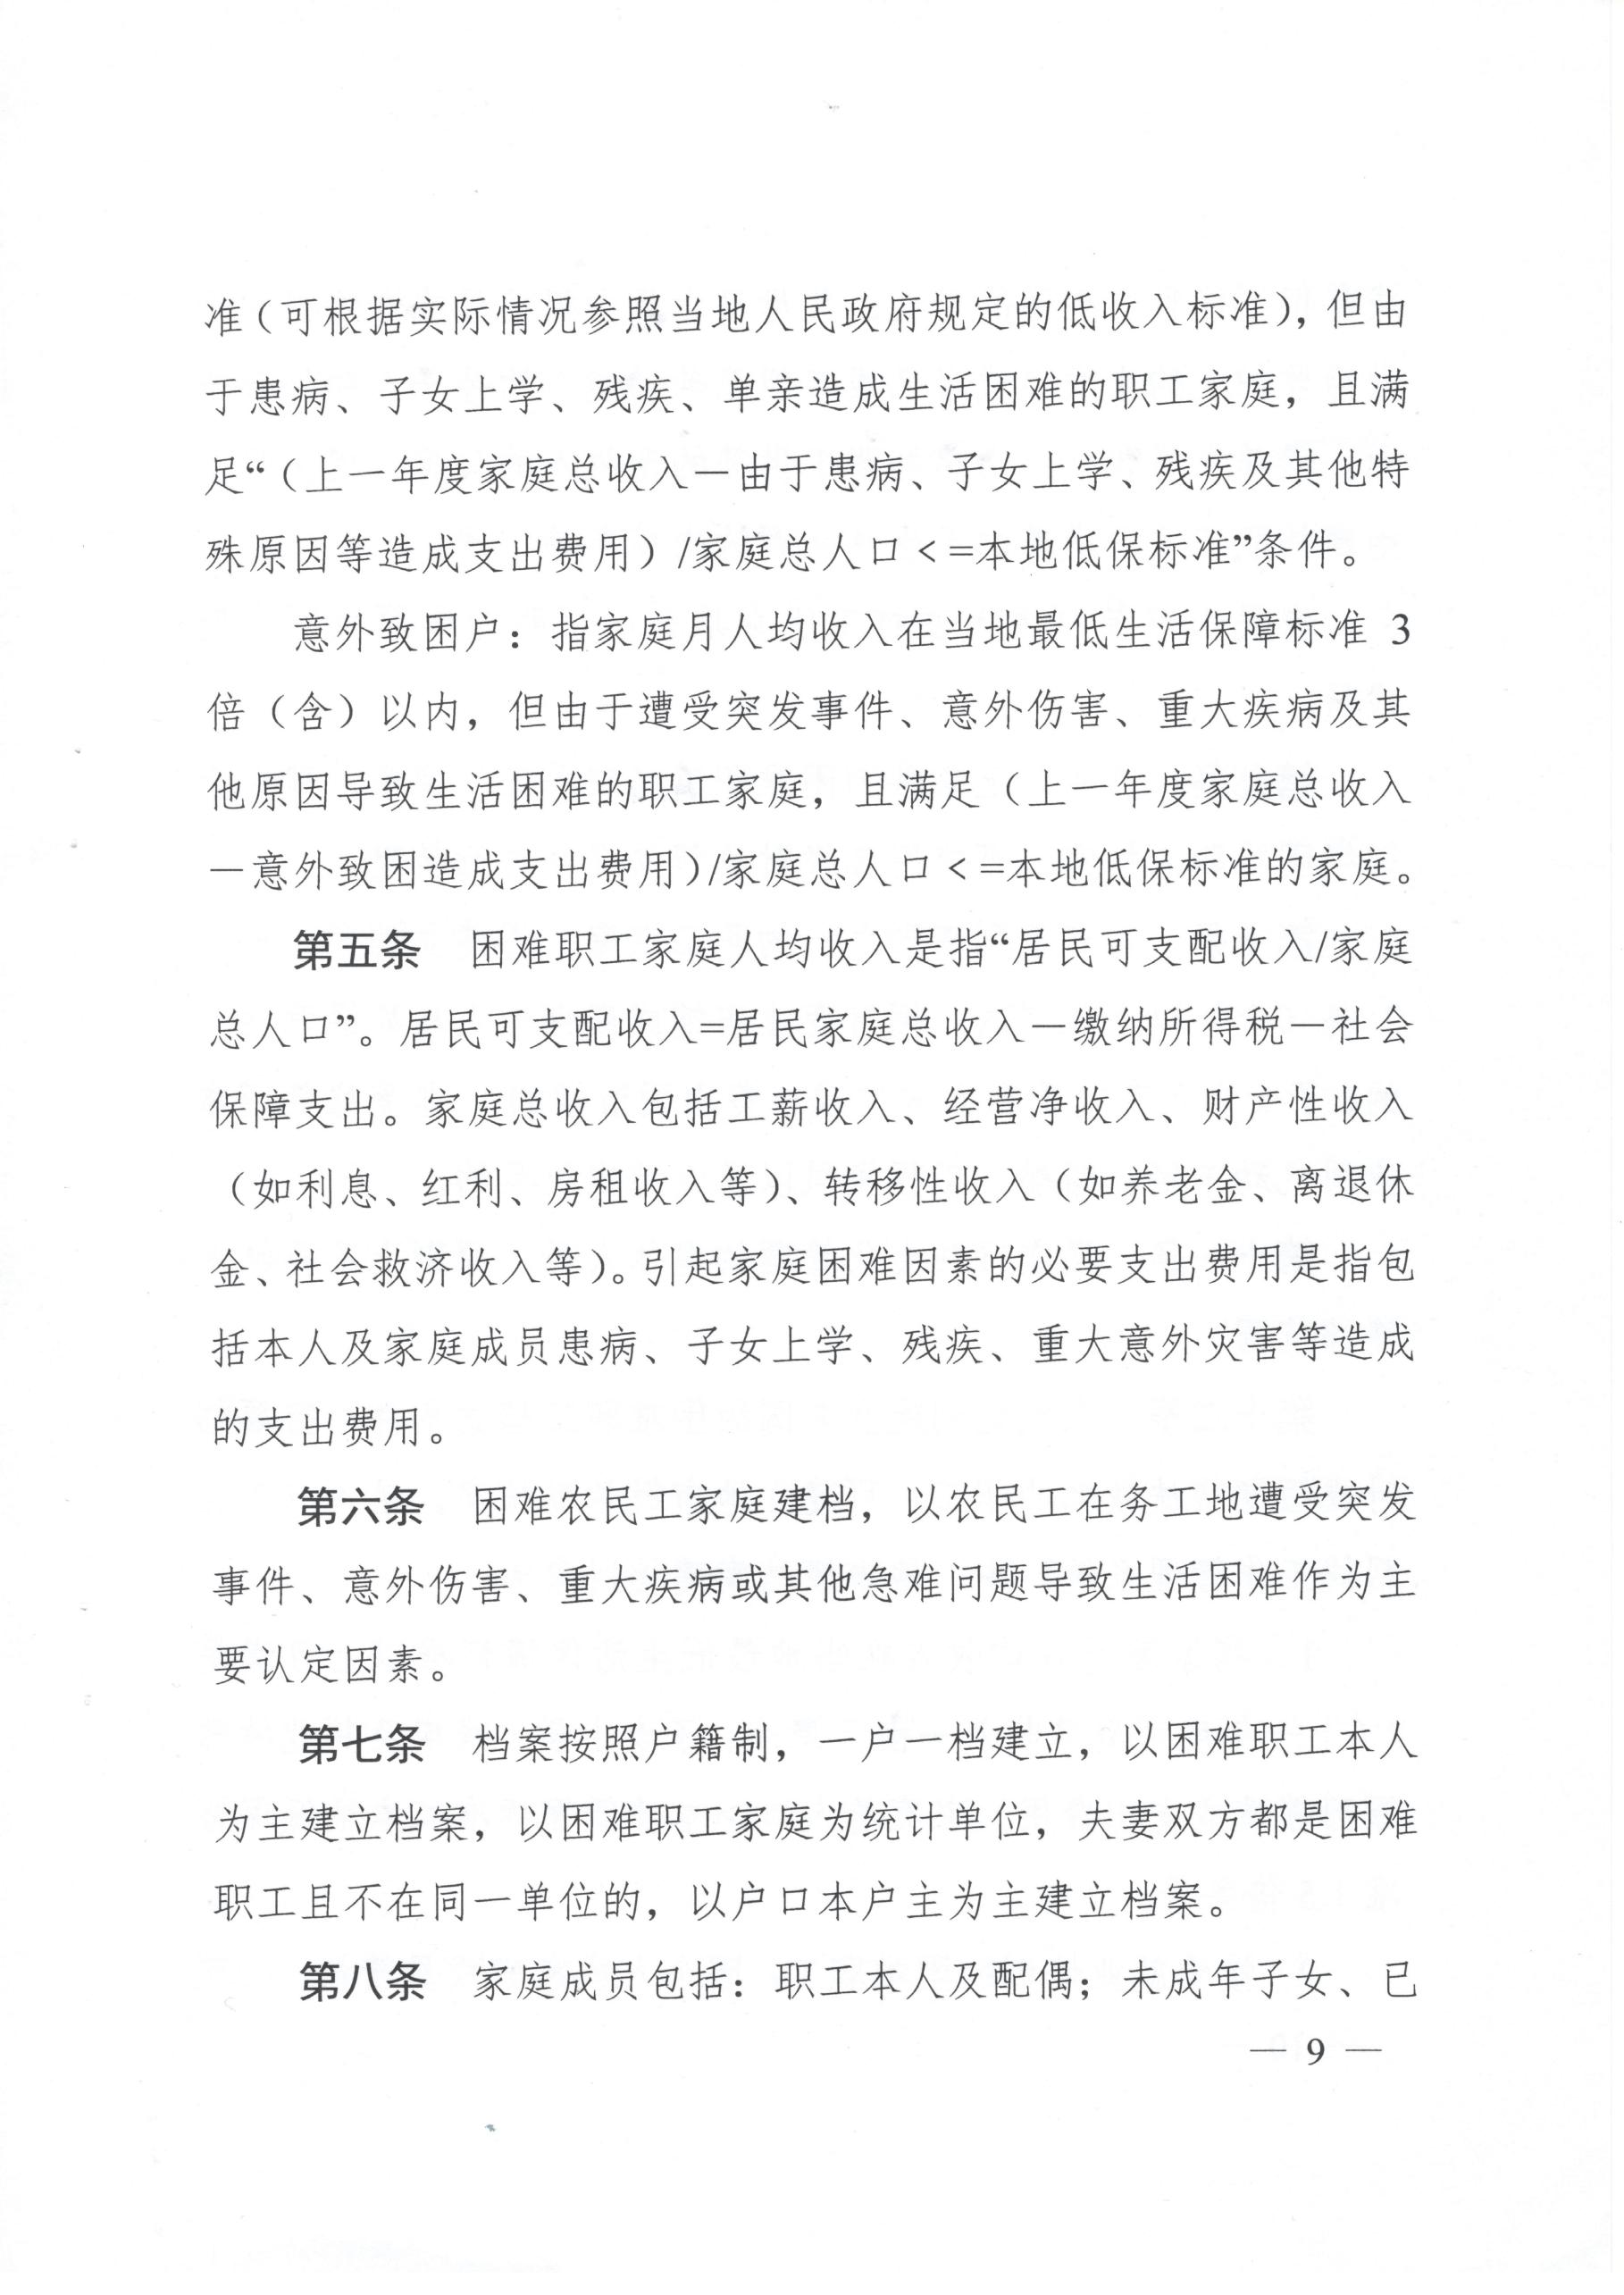 准（可根据实际情况参照当地人民政府规定的低收入标准），但由
于患病、子女上学、残疾、单亲造成生活困难的职工家庭，且满
足“（上一年度家庭总收入－由于患病、子女上学、残疾及其他特
殊原因等造成支出费用）/家庭总人口＜=本地低保标准”条件。
意外致困户：指家庭月人均收入在当地最低生活保障标准 3
倍（含）以内，但由于遭受突发事件、意外伤害、重大疾病及其
他原因导致生活困难的职工家庭，且满足（上一年度家庭总收入
－意外致困造成支出费用）/家庭总人口＜=本地低保标准的家庭。
第五条 困难职工家庭人均收入是指“居民可支配收入/家庭
总人口”。居民可支配收入=居民家庭总收入－缴纳所得税－社会
保障支出。家庭总收入包括工薪收入、经营净收入、财产性收入
（如利息、红利、房租收入等）、转移性收入（如养老金、离退休
金、社会救济收入等）。引起家庭困难因素的必要支出费用是指包
括本人及家庭成员患病、子女上学、残疾、重大意外灾害等造成
的支出费用。
第六条 困难农民工家庭建档，以农民工在务工地遭受突发
事件、意外伤害、重大疾病或其他急难问题导致生活困难作为主
要认定因素。
第七条 档案按照户籍制，一户一档建立，以困难职工本人
为主建立档案，以困难职工家庭为统计单位，夫妻双方都是困难
职工且不在同一单位的，以户口本户主为主建立档案。
第八条 家庭成员包括：职工本人及配偶；未成年子女、已
— 9 —